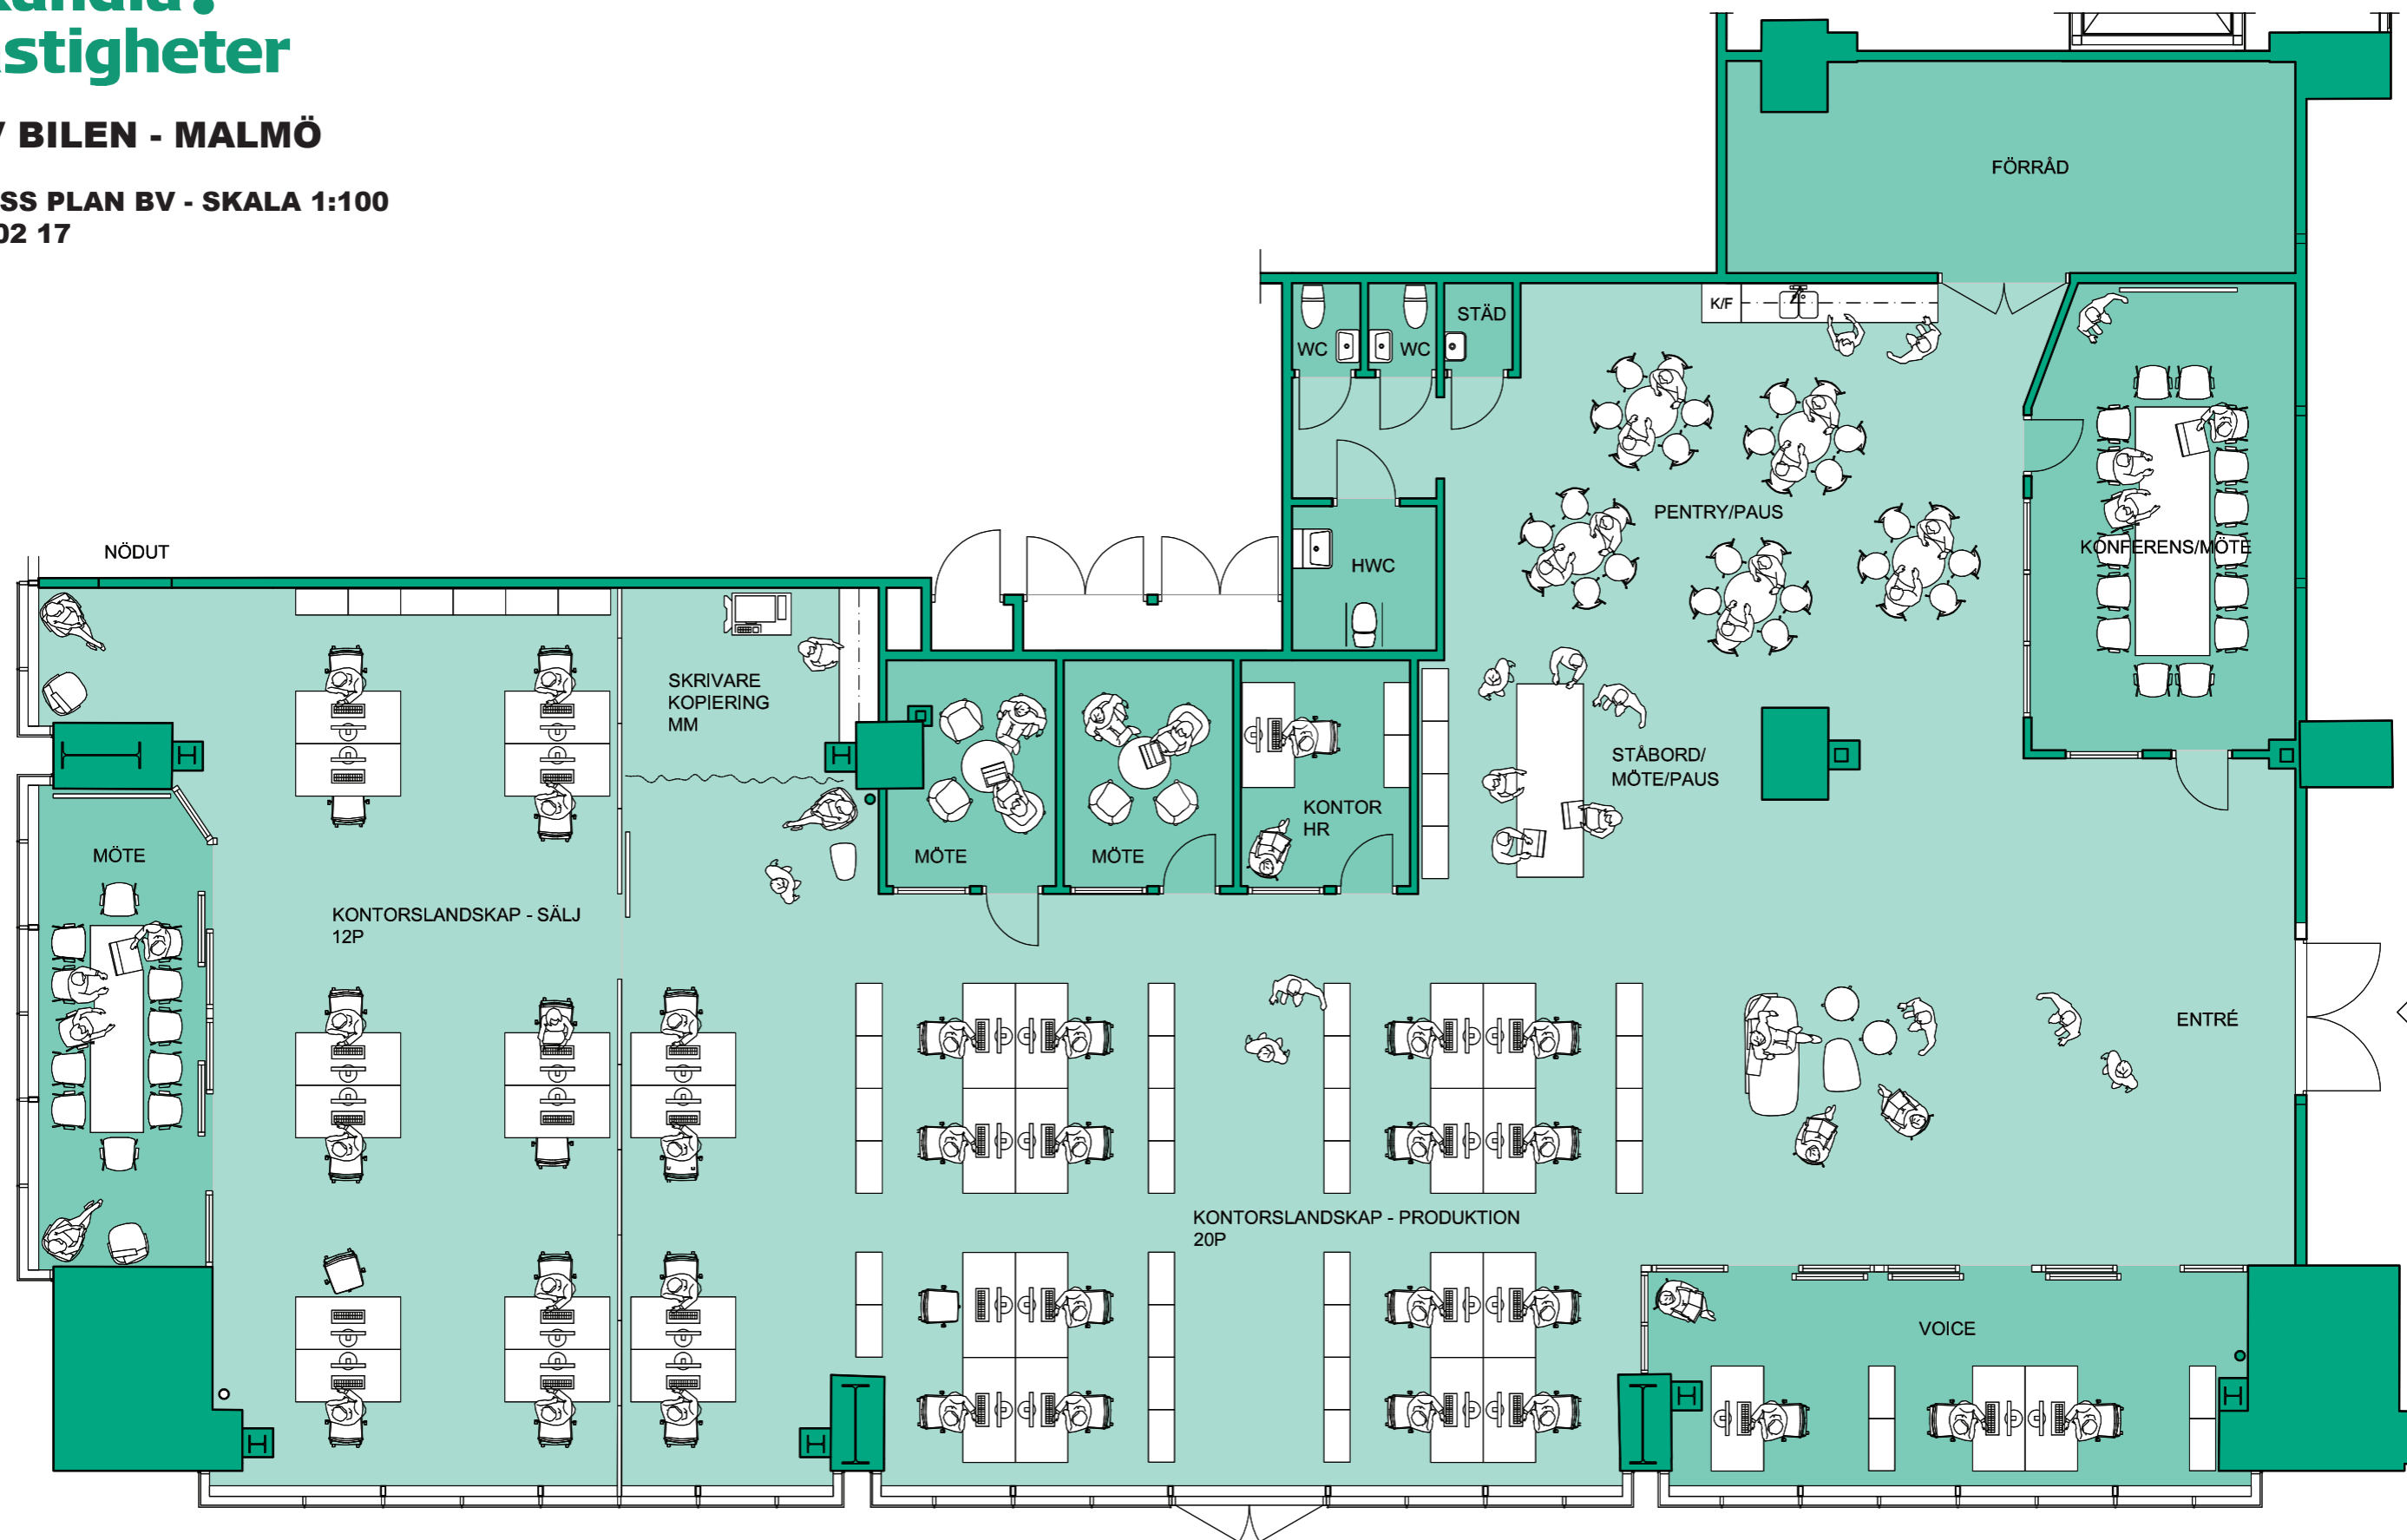 stigheter
BILEN - MALMÖ
SS PLAN BV - SKALA 1:100
02 17
FÖRRÅD
K/F
STÄD
WC
WC
PENTRY/PAUS
KONFERENS/MÖTE
NÖDUT
HWC
SKRIVARE
KOPIERING
MM
STÅBORD/
MÖTE/PAUS
KONTOR
HR
MÖTE
MÖTE
MÖTE
KONTORSLANDSKAP - SÄLJ
12P
ENTRÉ
KONTORSLANDSKAP - PRODUKTION
20P
VOICE